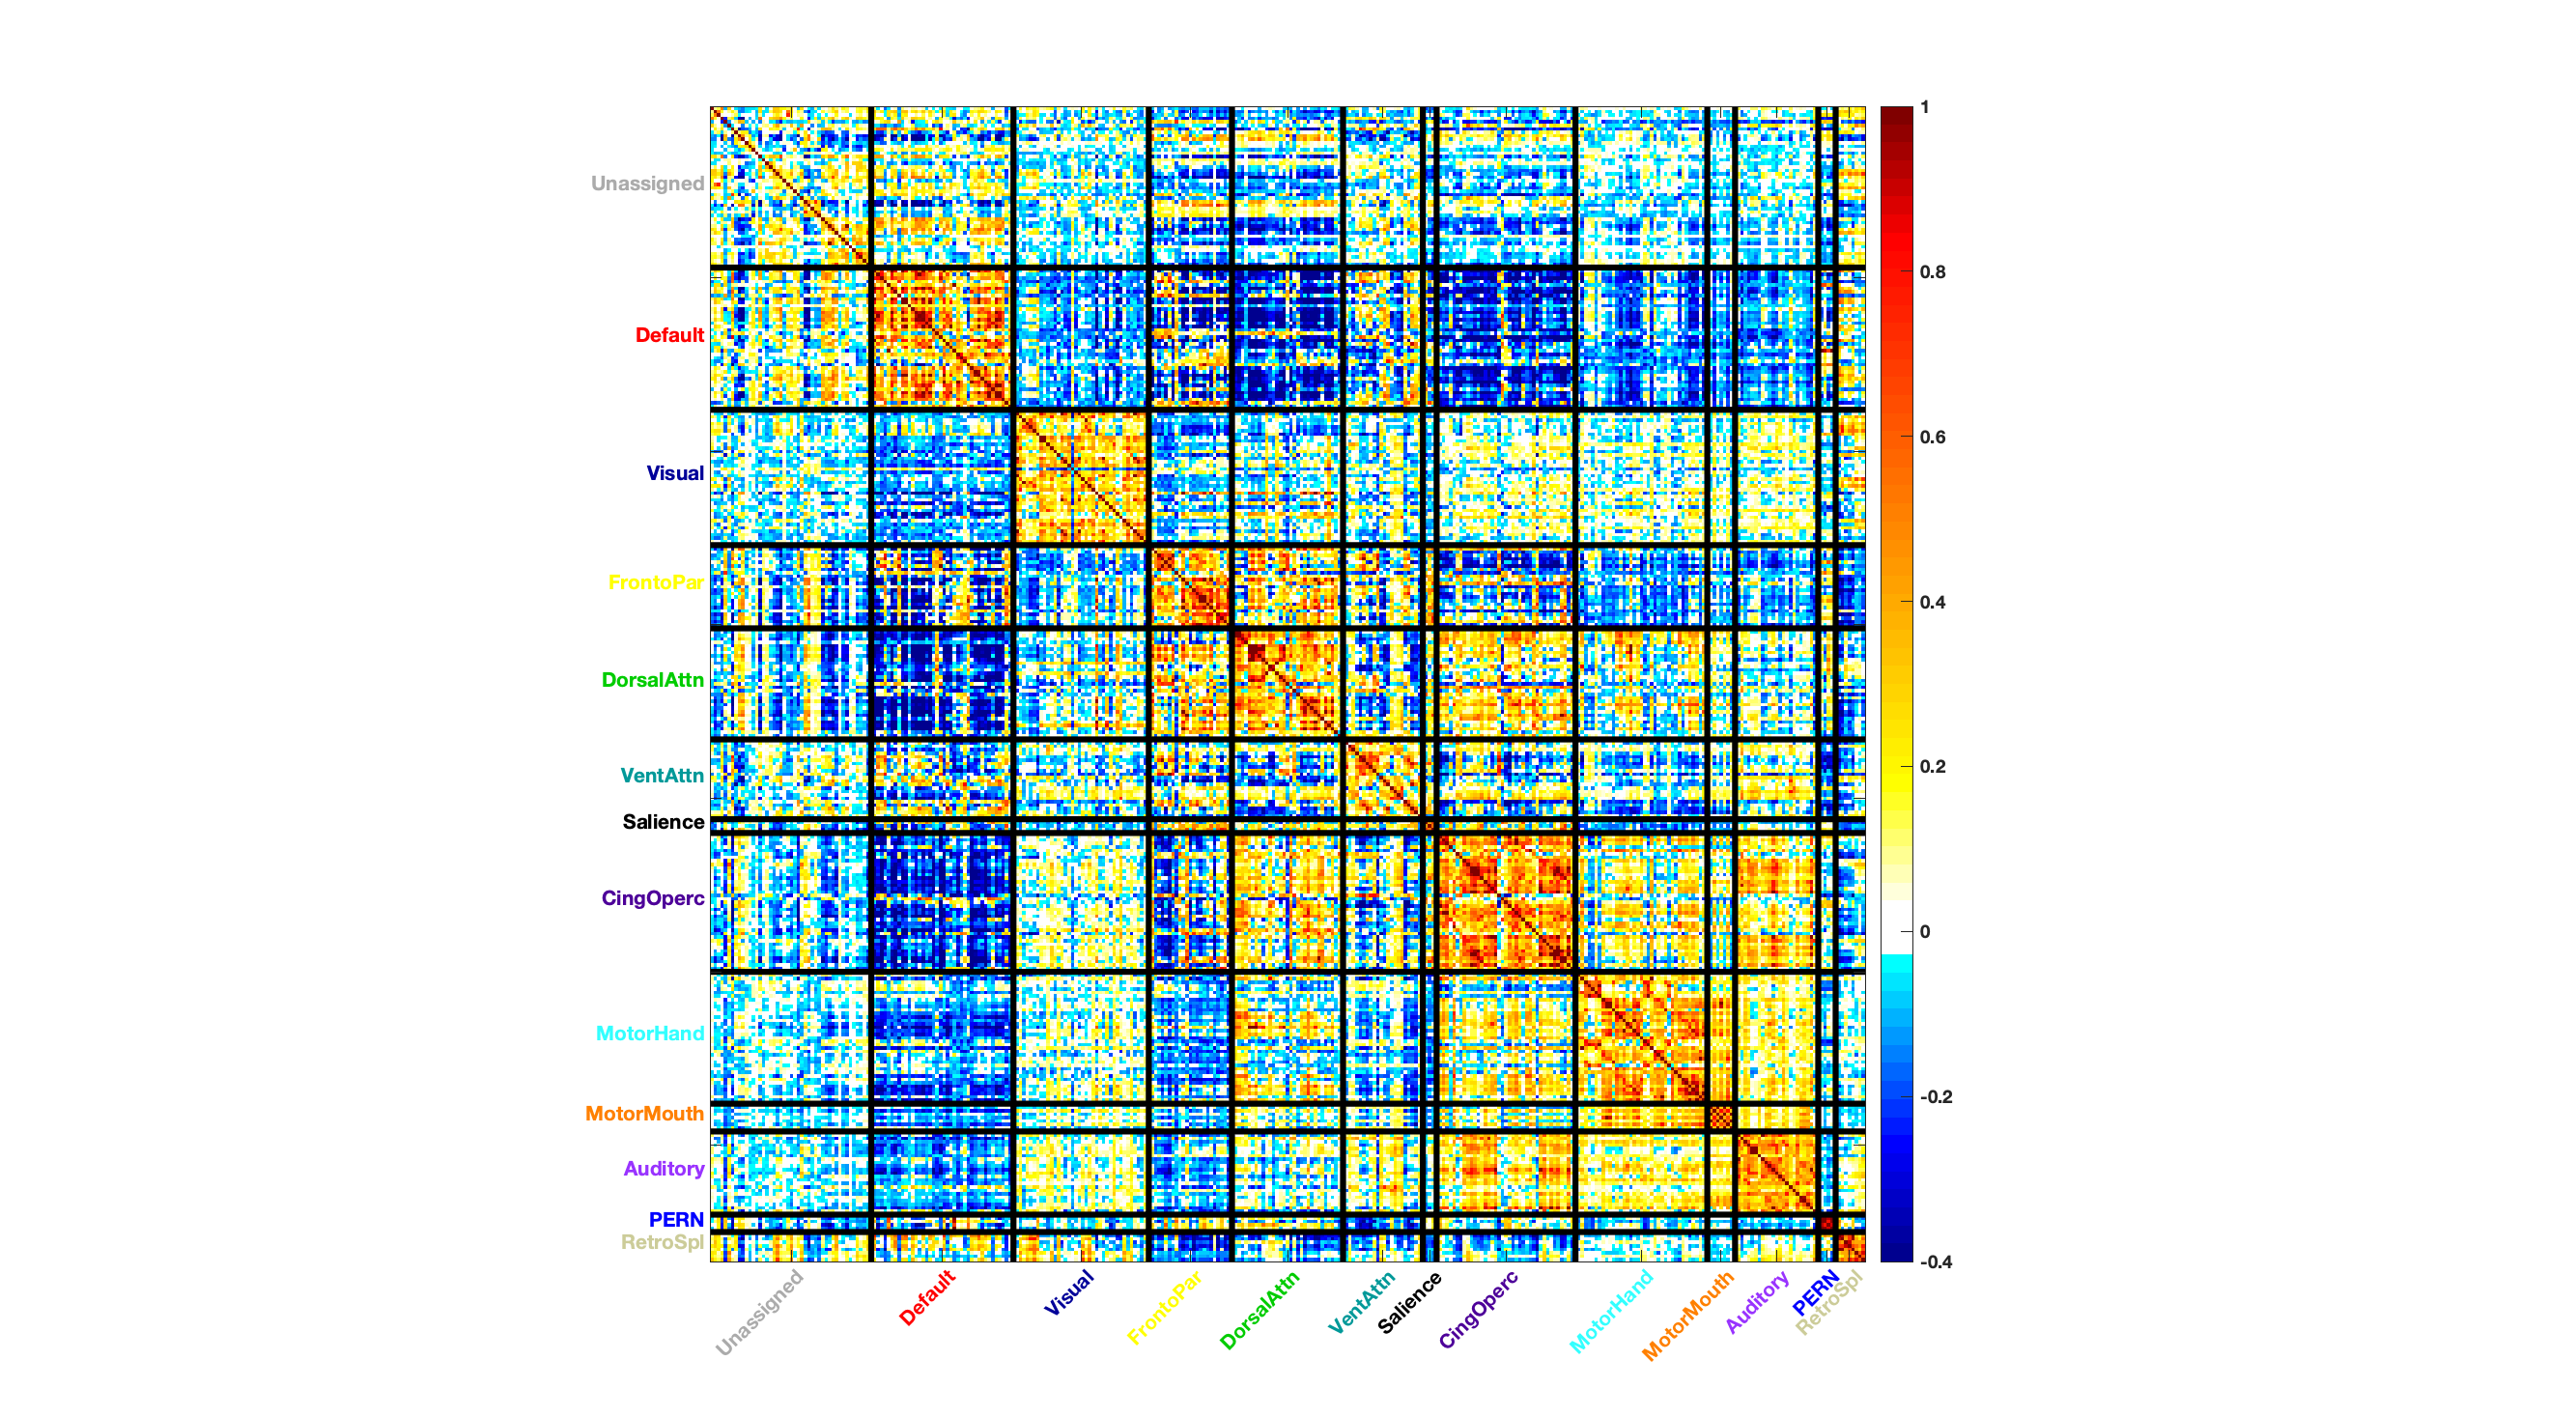 Unassigned
Default
Visual
FrontoPar
DorsalAttn
VentAttn
Salience
CingOperc
MotorHand
MotorMouth
Auditory
PERN
RetroSpl
Unassigned
Default
Visual
FrontoPar
DorsalAttn
VentAttn
Salience
CingOperc
MotorHand
MotorMouth
Auditory
PERN
RetroSpl
1
0.8
0.6
0.4
0.2
0
-0.2
-0.4